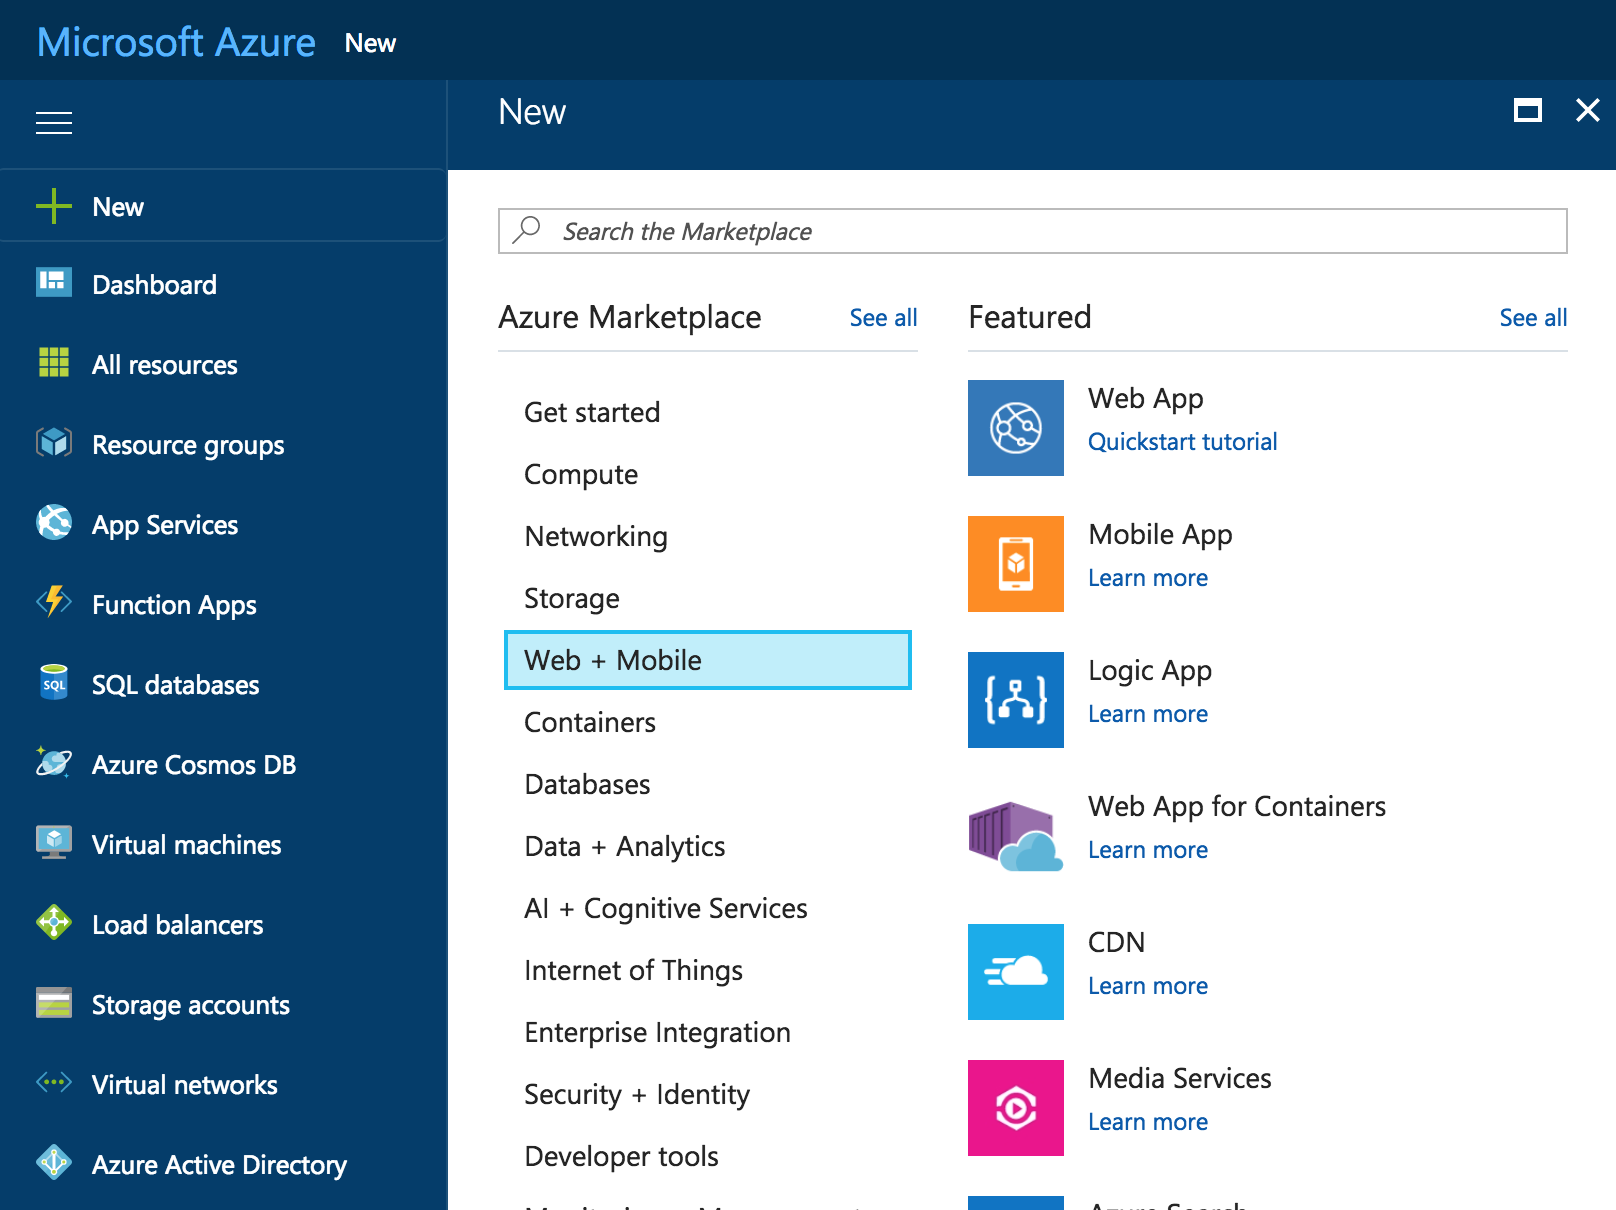 Microsoft Azure New
New
New
Dashboard
All resources
Resource groups
App Services
Function Apps
SQL
SQL databases
Azure Cosmos DB
Virtual machines
Load balancers
Storage accounts
Virtual networks
Azure Active Directory
Search the Marketplace
Azure Marketplace See all
Get started
Compute
Networking
Storage
Web + Mobile
Containers
Databases
Data + Analytics
AI + Cognitive Services
Internet of Things
Enterprise Integration
Security + Identity
Developer tools
Featured See all
Web App
Quickstart tutorial
Mobile App
Learn more
Logic App
Learn more
Web App for Containers
Learn more
CDN
Learn more
Media Services
Learn more
Azure Search